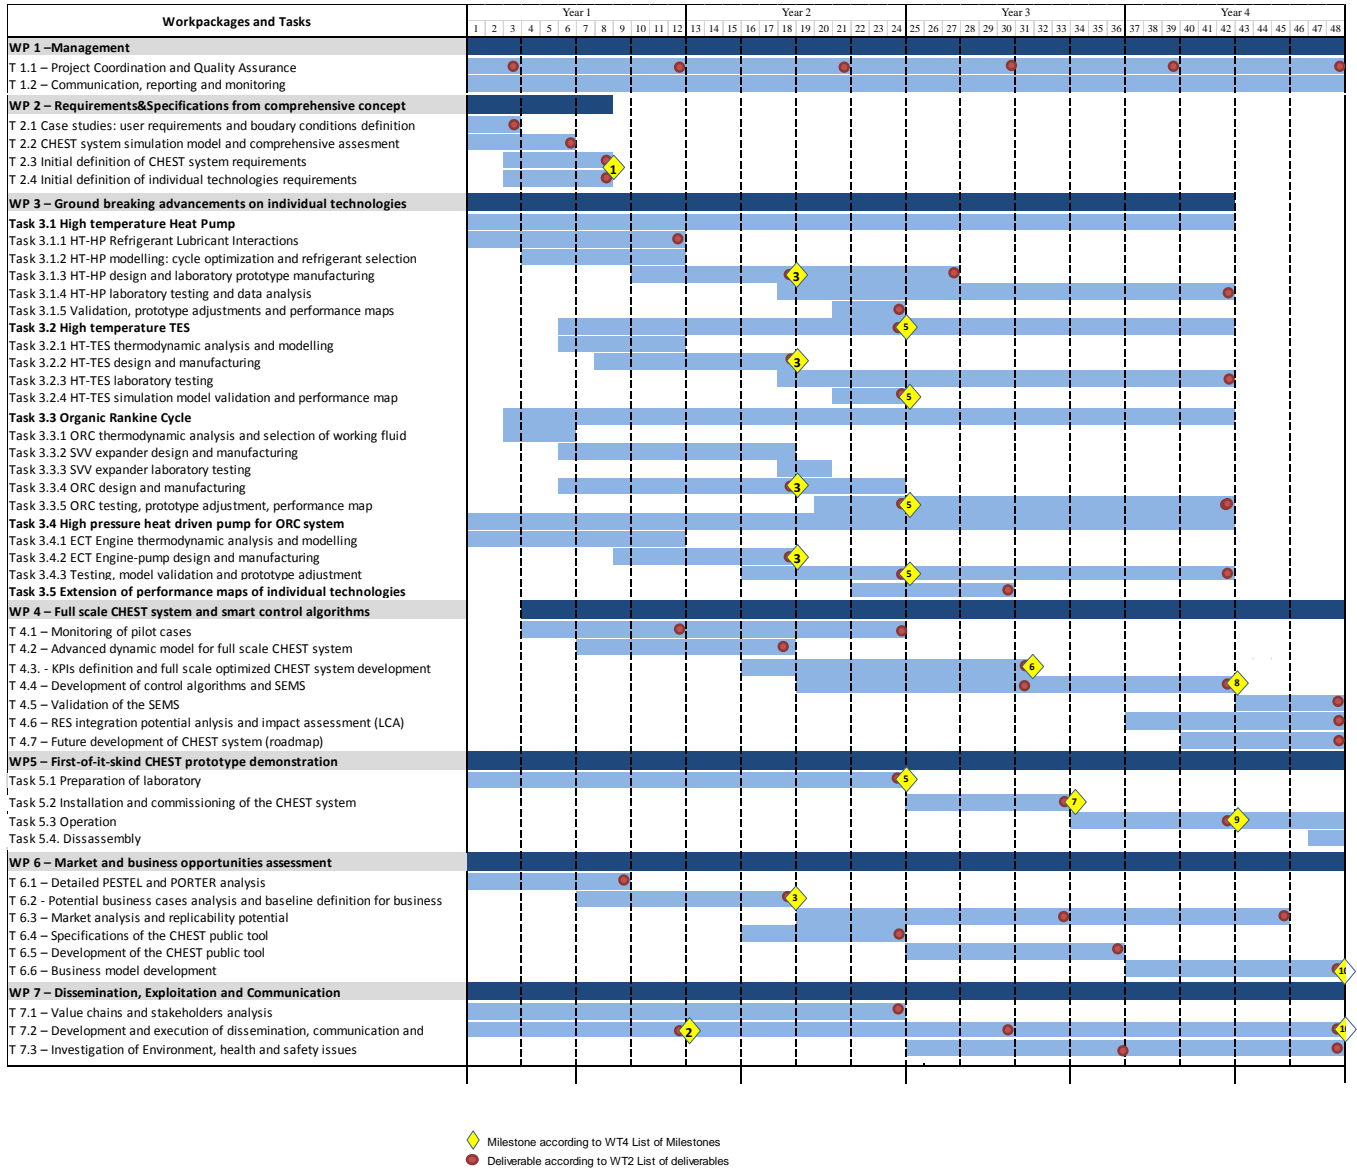 Workpackages and Tasks
Year 1 Year 2 Year 3 Year 4
1 2 3 4 5 6 7 8 9 10 11 12 13 14 15 16 17 18 19 20 21 22 23 24 25 26 27 28 29 30 31 32 33 34 35 36 37 38 39 40 41 42 43 44 45 46 47 48
WP 1 –Management
T 1.1 – Project Coordination and Quality Assurance
T 1.2 – Communication, reporting and monitoring
WP 2 – Requirements&Specifications from comprehensive concept
T 2.1 Case studies: user requirements and boudary conditions definition
T 2.2 CHEST system simulation model and comprehensive assesment
T 2.3 Initial definition of CHEST system requirements
1
T 2.4 Initial definition of individual technologies requirements
WP 3 – Ground breaking advancements on individual technologies
Task 3.1 High temperature Heat Pump
Task 3.1.1 HT-HP Refrigerant Lubricant Interactions
Task 3.1.2 HT-HP modelling: cycle optimization and refrigerant selection
Task 3.1.3 HT-HP design and laboratory prototype manufacturing 3
Task 3.1.4 HT-HP laboratory testing and data analysis
Task 3.1.5 Validation, prototype adjustments and performance maps
Task 3.2 High temperature TES 5
Task 3.2.1 HT-TES thermodynamic analysis and modelling
Task 3.2.2 HT-TES design and manufacturing 3
Task 3.2.3 HT-TES laboratory testing
Task 3.2.4 HT-TES simulation model validation and performance map 5
Task 3.3 Organic Rankine Cycle
Task 3.3.1 ORC thermodynamic analysis and selection of working fluid
Task 3.3.2 SVV expander design and manufacturing
Task 3.3.3 SVV expander laboratory testing
Task 3.3.4 ORC design and manufacturing 3
Task 3.3.5 ORC testing, prototype adjustment, performance map 5
Task 3.4 High pressure heat driven pump for ORC system
Task 3.4.1 ECT Engine thermodynamic analysis and modelling
Task 3.4.2 ECT Engine-pump design and manufacturing 3
Task 3.4.3 Testing, model validation and prototype adjustment 5
Task 3.5 Extension of performance maps of individual technologies
WP 4 – Full scale CHEST system and smart control algorithms
T 4.1 – Monitoring of pilot cases
T 4.2 – Advanced dynamic model for full scale CHEST system
T 4.3. - KPIs definition and full scale optimized CHEST system development 6
T 4.4 – Development of control algorithms and SEMS 8
T 4.5 – Validation of the SEMS
T 4.6 – RES integration potential anlysis and impact assessment (LCA)
T 4.7 – Future development of CHEST system (roadmap)
WP5 – First-of-it-skind CHEST prototype demonstration
Task 5.1 Preparation of laboratory 5
Task 5.2 Installation and commissioning of the CHEST system 7
Task 5.3 Operation 9
Task 5.4. Dissassembly
WP 6 – Market and business opportunities assessment
T 6.1 – Detailed PESTEL and PORTER analysis
T 6.2 - Potential business cases analysis and baseline definition for business 3
T 6.3 – Market analysis and replicability potential
T 6.4 – Specifications of the CHEST public tool
T 6.5 – Development of the CHEST public tool
T 6.6 – Business model development
WP 7 – Dissemination, Exploitation and Communication
T 7.1 – Value chains and stakeholders analysis
T 7.2 – Development and execution of dissemination, communication and 2
T 7.3 – Investigation of Environment, health and safety issues
Milestone according to WT4 List of Milestones
Deliverable according to WT2 List of deliverables